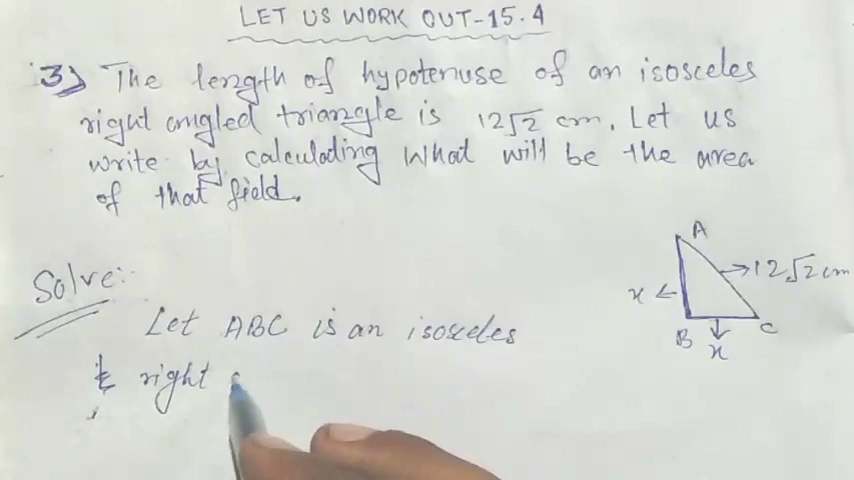 LET US WORK OUT-15.4
3) The length of hypotenuse of an isosceles
right angled triangle is 12√2 cm. Let us
write by calculating What will be the area
of that field.
Solve:-
A
12√2 cm
x
B
x
C
Let ABC is an isosceles
right